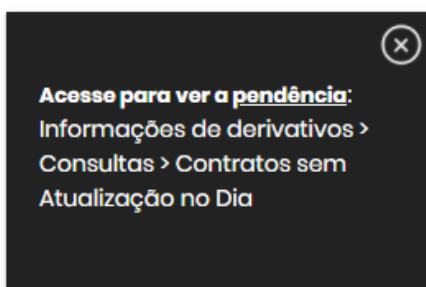 Acesse para ver a pendência:
Informações de derivativos >
Consultas > Contratos sem
Atualização no Dia